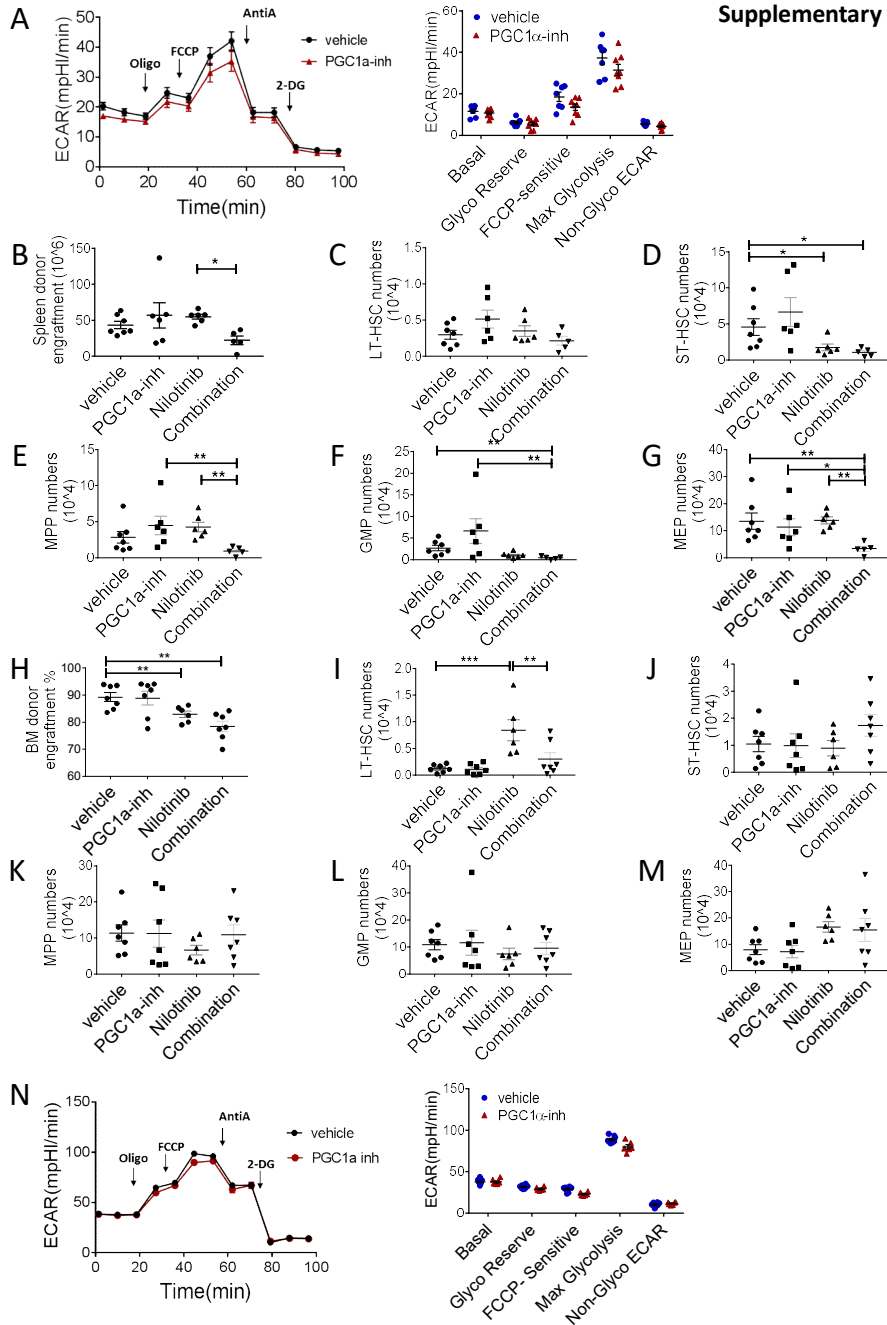 Supplementary
A
ECAR(mpHI/min)
50
40
30
20
10
0
0 20 40 60 80 100
Time(min)
Oligo
FCCP
AntiA
2-DG
vehicle
PGC1a-inh
ECAR(mpHI/min)
60
40
20
0
vehicle
PGC1α-inh
Basal
Glyco Reserve
FCCP-sensitive
Max Glycolysis
Non-Glyco ECAR
B
Spleen donor
engraftment (10^6)
150
100
50
0
*
vehicle
PGC1a-inh
Nilotinib
Combination
C
LT-HSC numbers
(10^4)
1.5
1.0
0.5
0.0
vehicle
PGC1a-inh
Nilotinib
Combination
D
ST-HSC numbers
(10^4)
15
10
5
0
*
*
vehicle
PGC1a-inh
Nilotinib
Combination
E
MPP numbers
(10^4)
15
10
5
0
**
**
vehicle
PGC1a-inh
Nilotinib
Combination
F
GMP numbers
(10^4)
25
20
15
10
5
0
**
**
vehicle
PGC1a-inh
Nilotinib
Combination
G
MEP numbers
(10^4)
40
30
20
10
0
**
*
**
vehicle
PGC1a-inh
Nilotinib
Combination
H
BM donor
engraftment %
100
90
80
70
60
**
**
vehicle
PGC1a-inh
Nilotinib
Combination
I
LT-HSC numbers
(10^4)
2.0
1.5
1.0
0.5
0.0
***
**
vehicle
PGC1a-inh
Nilotinib
Combination
J
ST-HSC numbers
(10^4)
4
3
2
1
0
vehicle
PGC1a-inh
Nilotinib
Combination
K
MPP numbers
(10^4)
30
20
10
0
vehicle
PGC1a-inh
Nilotinib
Combination
L
GMP numbers
(10^4)
40
30
20
10
0
vehicle
PGC1a-inh
Nilotinib
Combination
M
MEP numbers
(10^4)
40
30
20
10
0
vehicle
PGC1a-inh
Nilotinib
Combination
N
ECAR(mpHI/min)
150
100
50
0
0 20 40 60 80 100
Time(min)
Oligo
FCCP
AntiA
2-DG
vehicle
PGC1a inh
ECAR(mpH/min)
150
100
50
0
vehicle
PGC1α-inh
Basal
Glyco Reserve
FCCP- Sensitive
Max Glycolysis
Non-Glyco ECAR